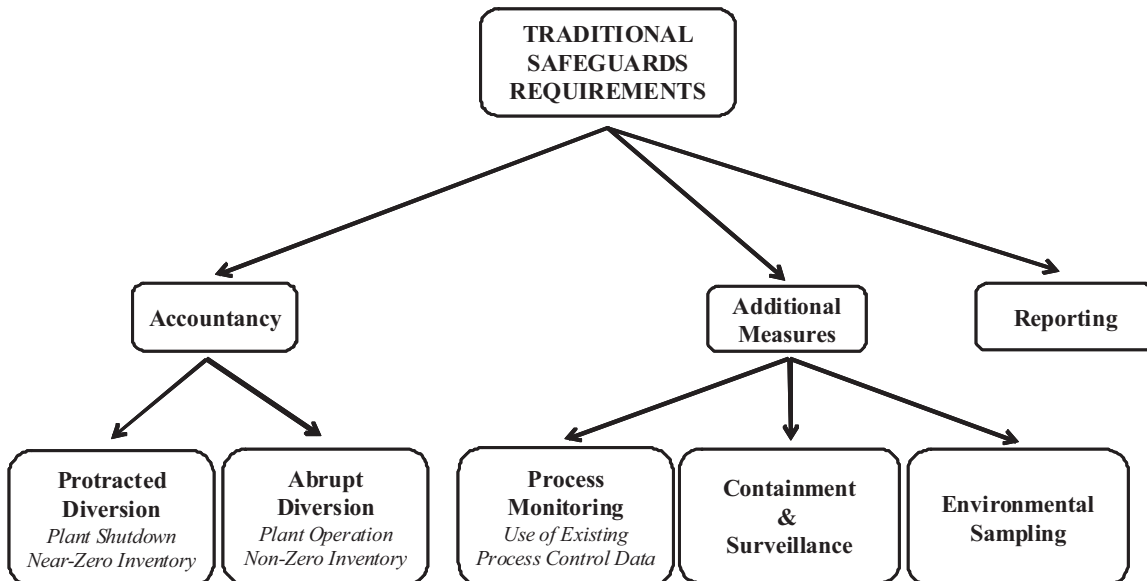 TRADITIONAL
SAFEGUARDS
REQUIREMENTS
Accountancy
Additional
Measures
Reporting
Protracted
Diversion
Plant Shutdown
Near-Zero Inventory
Abrupt
Diversion
Plant Operation
Non-Zero Inventory
Process
Monitoring
Use of Existing
Process Control Data
Containment
&
Surveillance
Environmental
Sampling